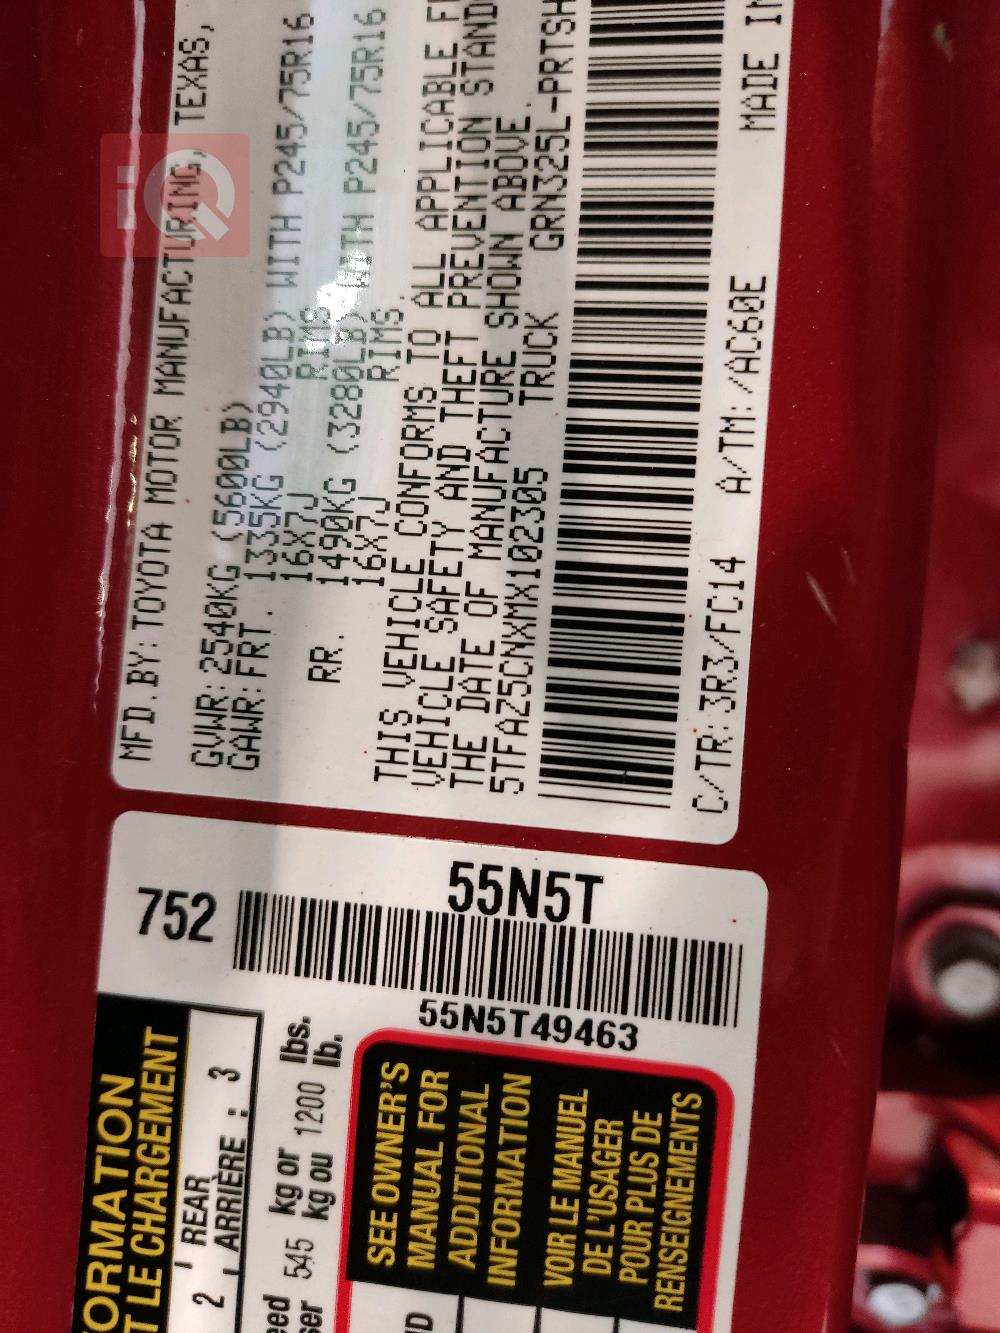 MFD.BY:TOYOTA MOTOR MANUFACTURING, TEXAS,
GVWR:2540KG (5600LB)
GAWR:FRT. 1335KG (2940LB) WITH P245/75R16
16X7J RIMS
RR. 1490KG (3280LB) WITH P245/75R16
16X7J RIMS
THIS VEHICLE CONFORMS TO ALL APPLICABLE
VEHICLE SAFETY AND THEFT PREVENTION
THE DATE OF MANUFACTURE SHOWN ABOVE.
5TFAZ5CNXMX102305 TRUCK GRN325L-PRTSH
C/TR:3R3/FC14 A/TM:/AC60E MADE IN
iQ
752
55N5T
55N5T49463
LE CHARGEMENT
2 REAR
ARRIÈRE : 3
545 kg or 1200 lbs.
kg ou lb.
SEE OWNER'S
MANUAL FOR
ADDITIONAL
INFORMATION
VOIR LE MANUEL
DE L'USAGER
POUR PLUS DE
RENSEIGNEMENTS